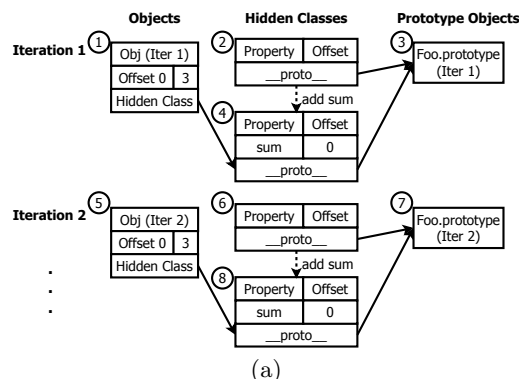 Objects Hidden Classes Prototype Objects
Iteration 1
1
Obj (Iter 1)
Offset 0 3
Hidden Class
2
Property Offset
__proto__
add sum
3
Foo.prototype
(Iter 1)
4
Property Offset
sum 0
__proto__
Iteration 2
5
Obj (Iter 2)
Offset 0 3
Hidden Class
6
Property Offset
__proto__
add sum
7
Foo.prototype
(Iter 2)
8
Property Offset
sum 0
__proto__
.
.
.
(a)